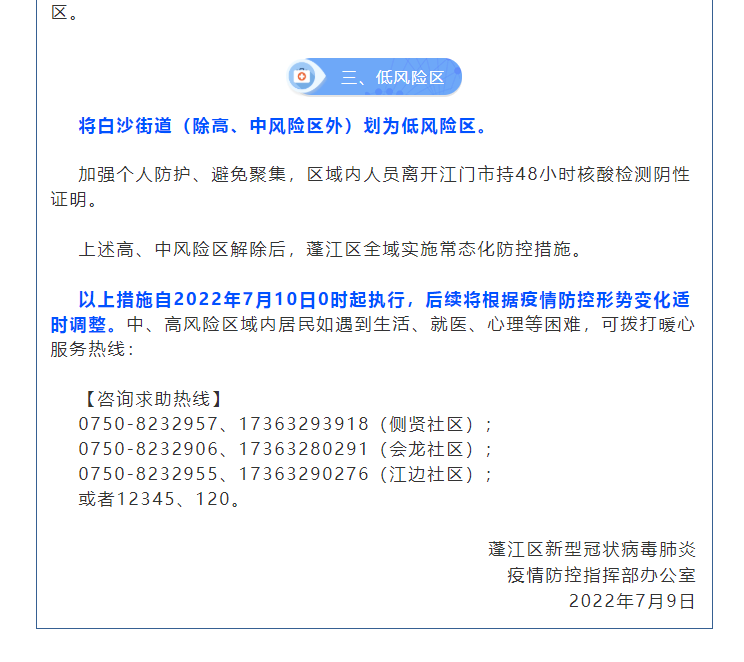 区。
三、低风险区
将白沙街道（除高、中风险区外）划为低风险区。
加强个人防护、避免聚集，区域内人员离开江门市持48小时核酸检测阴性
证明。
上述高、中风险区解除后，蓬江区全域实施常态化防控措施。
以上措施自2022年7月10日0时起执行，后续将根据疫情防控形势变化适
时调整。中、高风险区域内居民如遇到生活、就医、心理等困难，可拨打暖心
服务热线：
【咨询求助热线】
0750-8232957、17363293918（侧贤社区）；
0750-8232906、17363280291（会龙社区）；
0750-8232955、17363290276（江边社区）；
或者12345、120。
蓬江区新型冠状病毒肺炎
疫情防控指挥部办公室
2022年7月9日